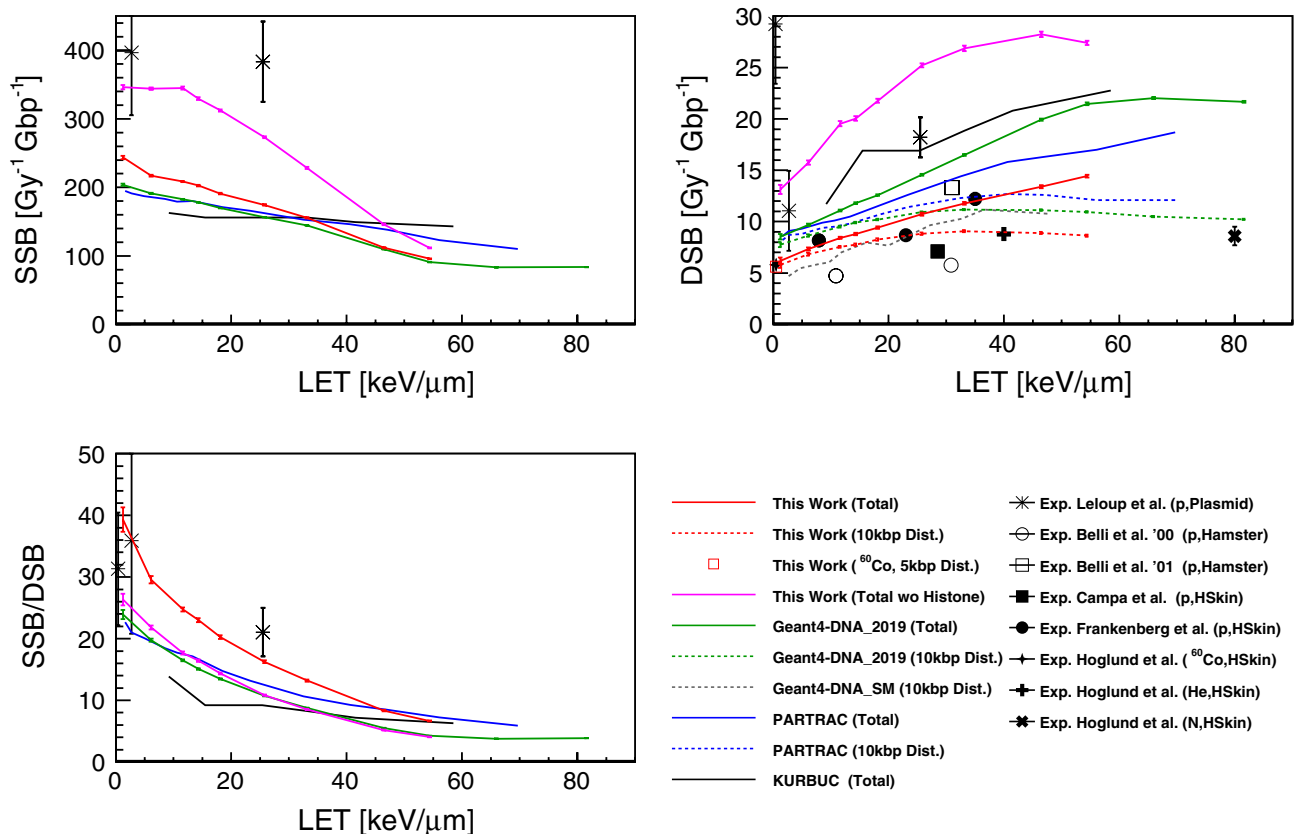 SSB [Gy⁻¹ Gbp⁻¹]
400
300
200
100
0
0 20 40 60 80
LET [keV/μm]
DSB [Gy⁻¹ Gbp⁻¹]
30
25
20
15
10
5
0
0 20 40 60 80
LET [keV/μm]
SSB/DSB
50
40
30
20
10
0
0 20 40 60 80
LET [keV/μm]
This Work (Total)
This Work (10kbp Dist.)
This Work ( ⁶⁰Co, 5kbp Dist.)
This Work (Total wo Histone)
Geant4-DNA_2019 (Total)
Geant4-DNA_2019 (10kbp Dist.)
Geant4-DNA_SM (10kbp Dist.)
PARTRAC (Total)
PARTRAC (10kbp Dist.)
KURBUC (Total)
Exp. Leloup et al. (p,Plasmid)
Exp. Belli et al. '00 (p,Hamster)
Exp. Belli et al. '01 (p,Hamster)
Exp. Campa et al. (p,HSkin)
Exp. Frankenberg et al. (p,HSkin)
Exp. Hoglund et al. ( ⁶⁰Co,HSkin)
Exp. Hoglund et al. (He,HSkin)
Exp. Hoglund et al. (N,HSkin)